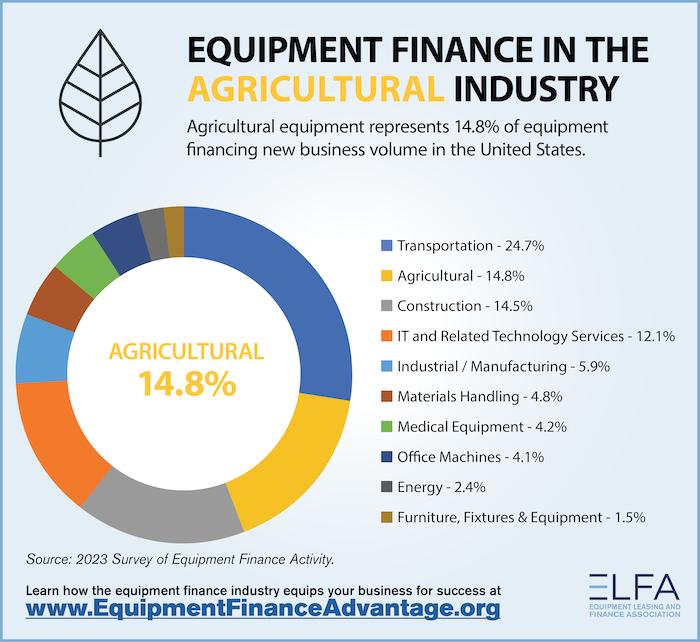 EQUIPMENT FINANCE IN THE
AGRICULTURAL INDUSTRY
Agricultural equipment represents 14.8% of equipment
financing new business volume in the United States.
AGRICULTURAL
14.8%
Transportation - 24.7%
Agricultural - 14.8%
Construction - 14.5%
IT and Related Technology Services - 12.1%
Industrial / Manufacturing - 5.9%
Materials Handling - 4.8%
Medical Equipment - 4.2%
Office Machines - 4.1%
Energy - 2.4%
Furniture, Fixtures & Equipment - 1.5%
Source: 2023 Survey of Equipment Finance Activity.
Learn how the equipment finance industry equips your business for success at
www.EquipmentFinanceAdvantage.org
ELFA
EQUIPMENT LEASING AND
FINANCE ASSOCIATION